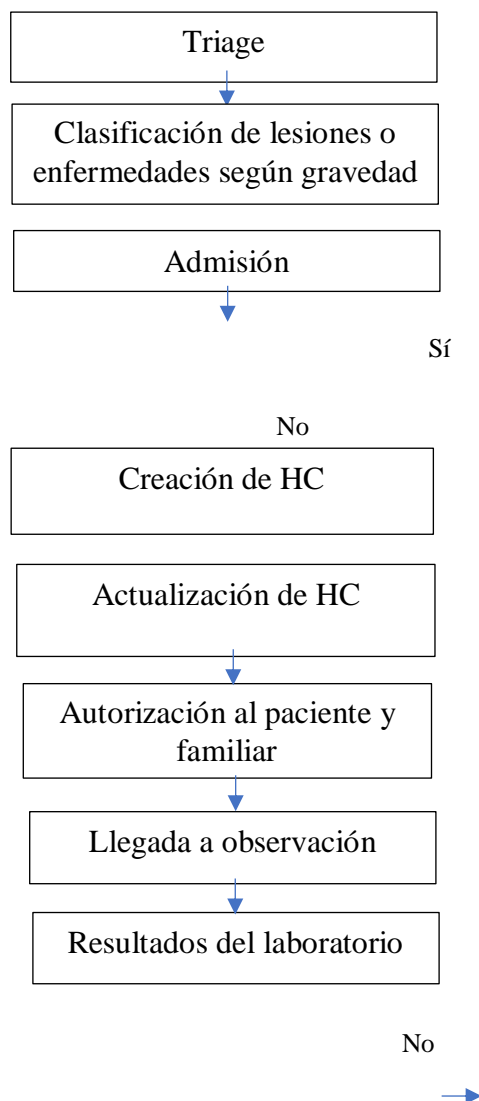 Triage
Clasificación de lesiones o
enfermedades según gravedad
Admisión
Sí
No
Creación de HC
Actualización de HC
Autorización al paciente y
familiar
Llegada a observación
Resultados del laboratorio
No